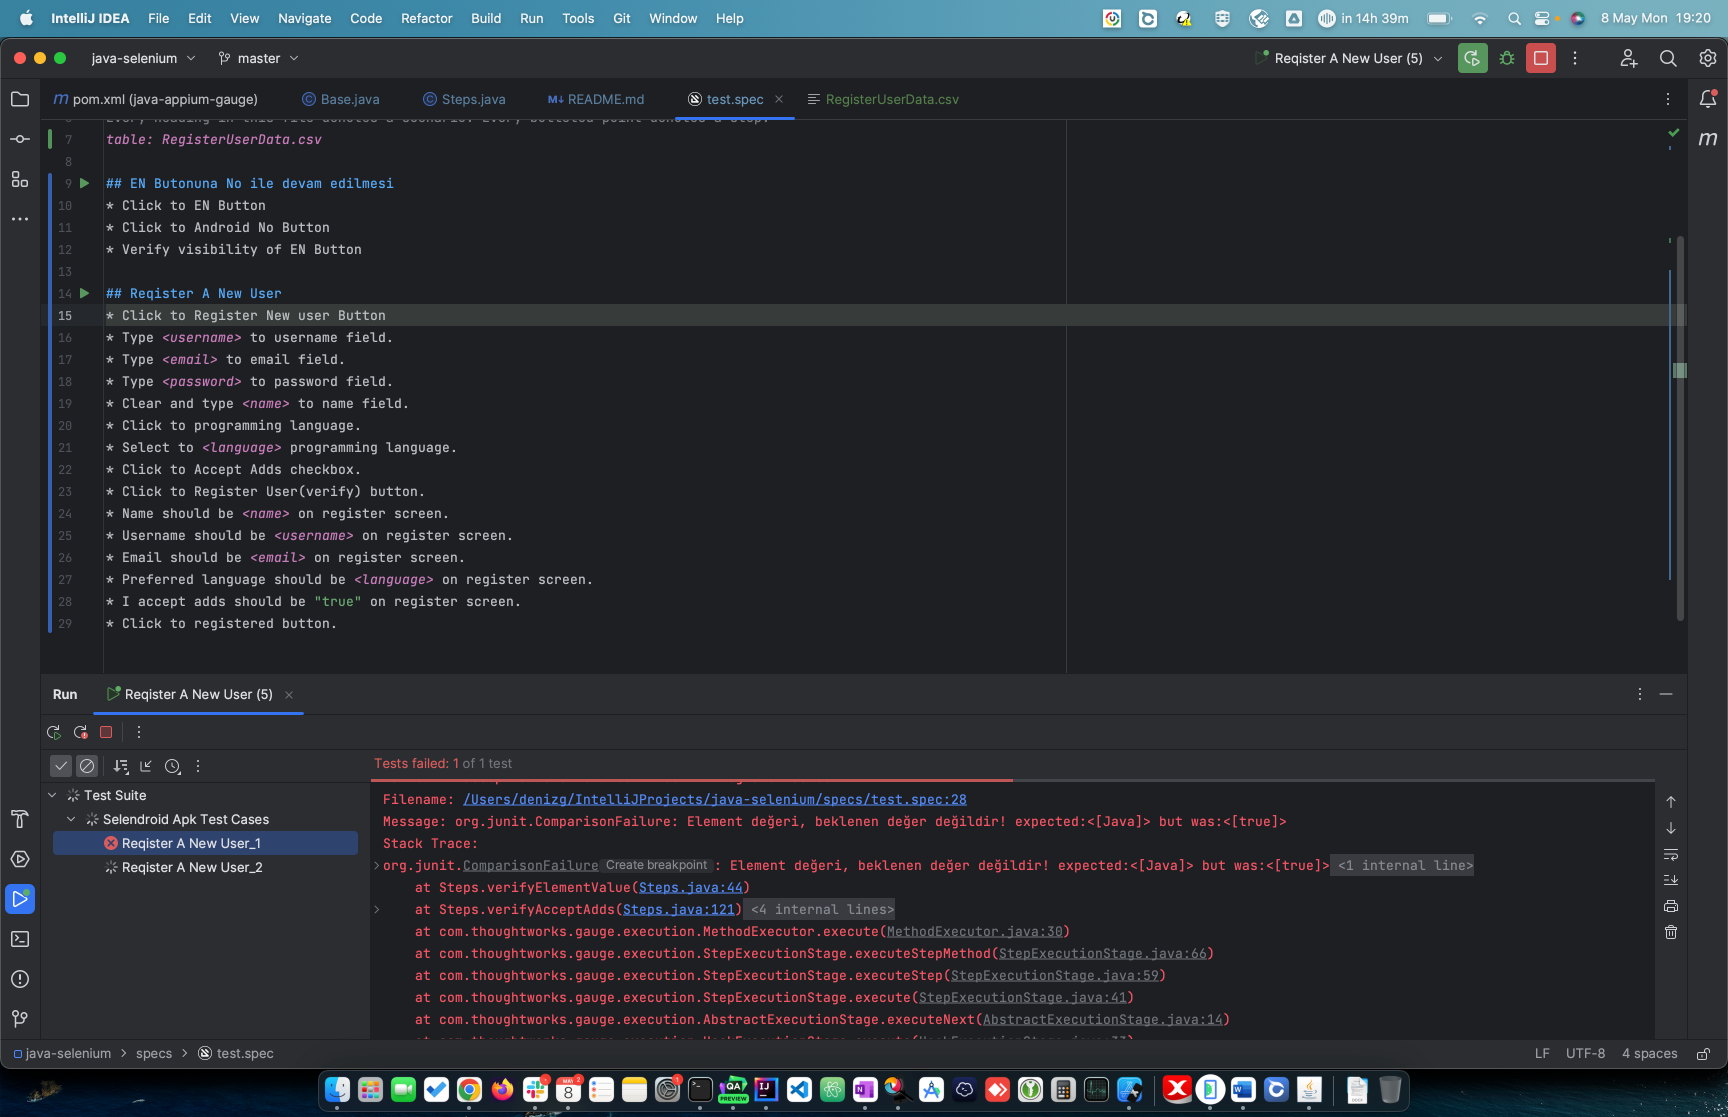 IntelliJ IDEA File Edit View Navigate Code Refactor Build Run Tools Git Window Help in 14h 39m 8 May Mon 19:20
java-selenium master Reqister A New User (5)
m pom.xml (java-appium-gauge) Base.java Steps.java M↓ README.md test.spec RegisterUserData.csv
7 table: RegisterUserData.csv
8
9 ## EN Butonuna No ile devam edilmesi
10 * Click to EN Button
11 * Click to Android No Button
12 * Verify visibility of EN Button
13
14 ## Reqister A New User
15 * Click to Register New user Button
16 * Type <username> to username field.
17 * Type <email> to email field.
18 * Type <password> to password field.
19 * Clear and type <name> to name field.
20 * Click to programming language.
21 * Select to <language> programming language.
22 * Click to Accept Adds checkbox.
23 * Click to Register User(verify) button.
24 * Name should be <name> on register screen.
25 * Username should be <username> on register screen.
26 * Email should be <email> on register screen.
27 * Preferred language should be <language> on register screen.
28 * I accept adds should be "true" on register screen.
29 * Click to registered button.
Run Reqister A New User (5)
Tests failed: 1 of 1 test
Test Suite
Selendroid Apk Test Cases
Reqister A New User_1
Reqister A New User_2
Filename: /Users/denizg/IntelliJProjects/java-selenium/specs/test.spec:28
Message: org.junit.ComparisonFailure: Element değeri, beklenen değer değildir! expected:<[Java]> but was:<[true]>
Stack Trace:
org.junit.ComparisonFailure Create breakpoint : Element değeri, beklenen değer değildir! expected:<[Java]> but was:<[true]> <1 internal line>
at Steps.verifyElementValue(Steps.java:44)
at Steps.verifyAcceptAdds(Steps.java:121) <4 internal lines>
at com.thoughtworks.gauge.execution.MethodExecutor.execute(MethodExecutor.java:30)
at com.thoughtworks.gauge.execution.StepExecutionStage.executeStepMethod(StepExecutionStage.java:66)
at com.thoughtworks.gauge.execution.StepExecutionStage.executeStep(StepExecutionStage.java:59)
at com.thoughtworks.gauge.execution.StepExecutionStage.execute(StepExecutionStage.java:41)
at com.thoughtworks.gauge.execution.AbstractExecutionStage.executeNext(AbstractExecutionStage.java:14)
java-selenium > specs > test.spec LF UTF-8 4 spaces